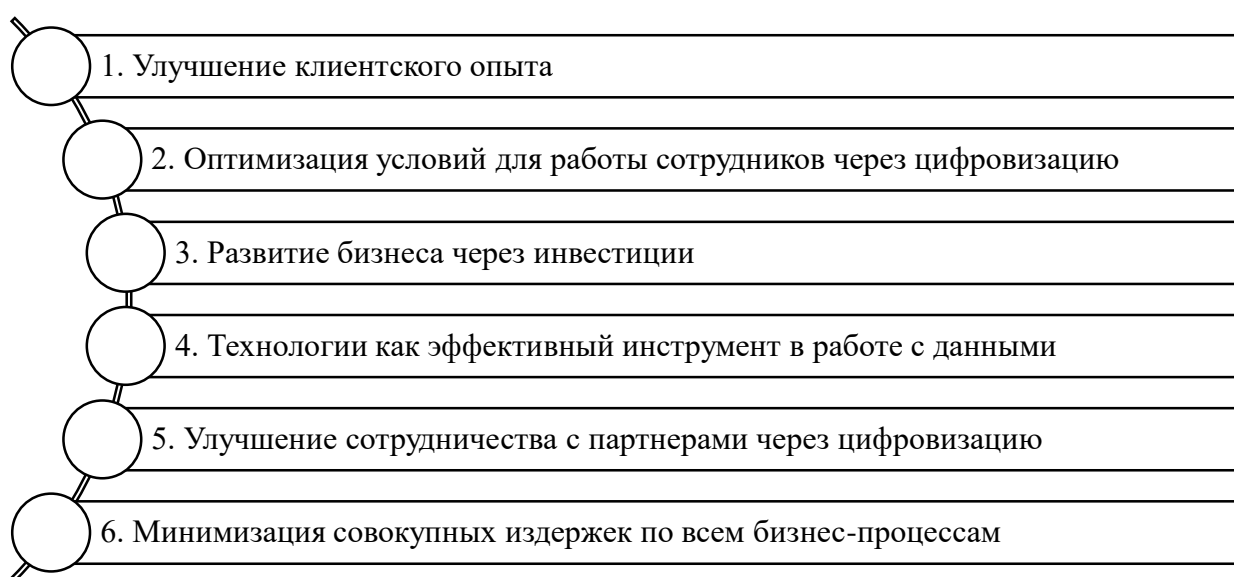 1. Улучшение клиентского опыта
2. Оптимизация условий для работы сотрудников через цифровизацию
3. Развитие бизнеса через инвестиции
4. Технологии как эффективный инструмент в работе с данными
5. Улучшение сотрудничества с партнерами через цифровизацию
6. Минимизация совокупных издержек по всем бизнес-процессам